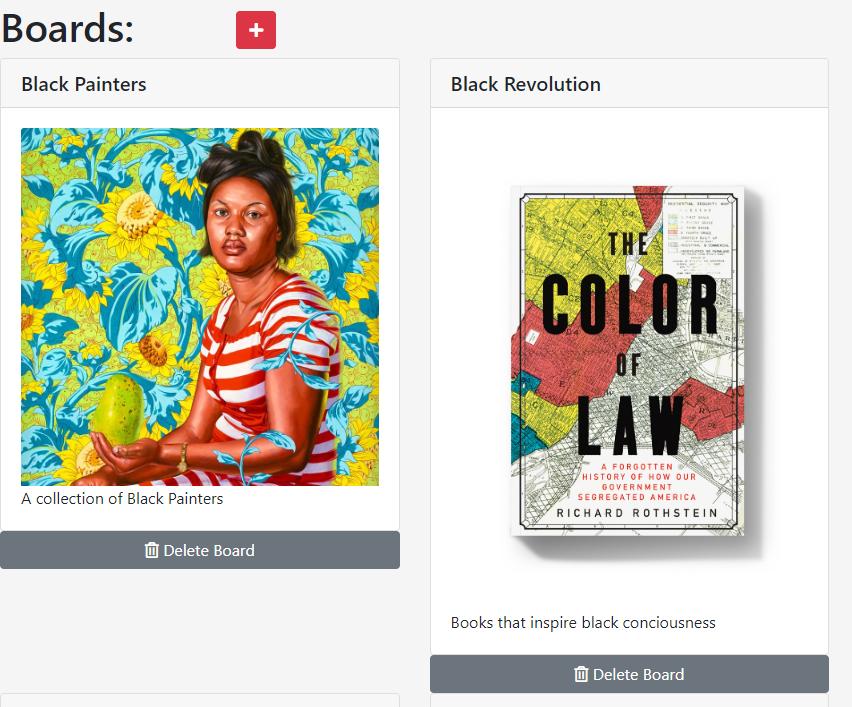 Boards:
+
Black Painters
A collection of Black Painters
Delete Board
Black Revolution
THE
COLOR
OF
LAW
A FORGOTTEN
HISTORY OF HOW OUR
GOVERNMENT
SEGREGATED AMERICA
RICHARD ROTHSTEIN
Books that inspire black conciousness
Delete Board